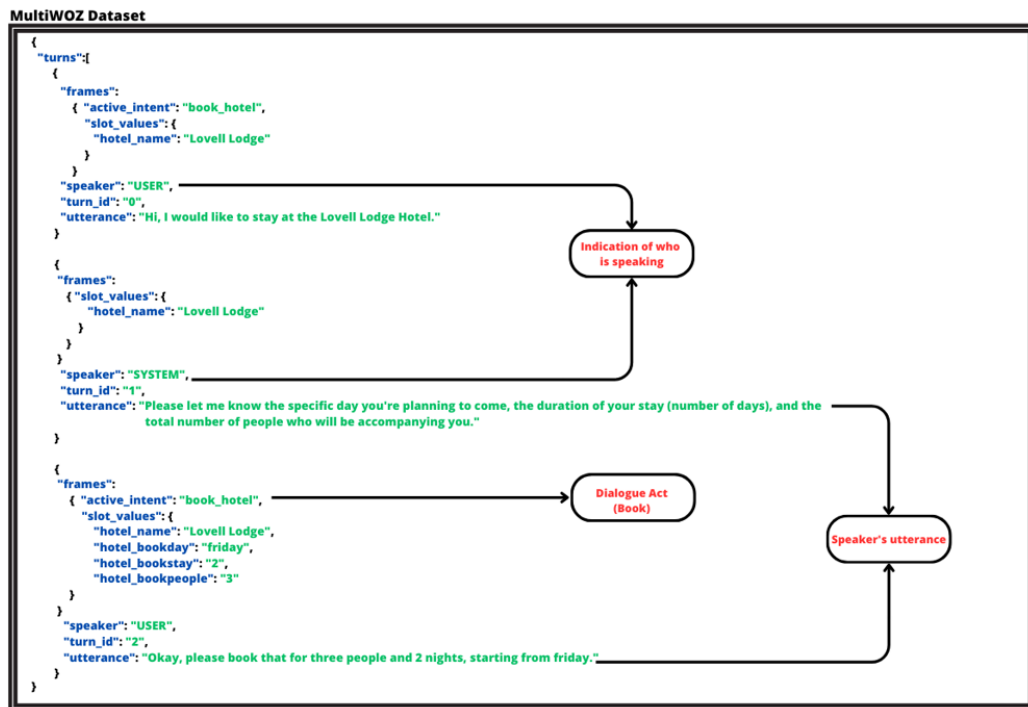 MultiWOZ Dataset
{
"turns":[
{
"frames":
{ "active_intent": "book_hotel",
"slot_values": {
"hotel_name": "Lovell Lodge"
}
}
"speaker": "USER",
"turn_id": "0",
"utterance": "Hi, I would like to stay at the Lovell Lodge Hotel."
}
Indication of who
is speaking
{
"frames":
{ "slot_values": {
"hotel_name": "Lovell Lodge"
}
}
}
"speaker": "SYSTEM",
"turn_id": "1",
"utterance": "Please let me know the specific day you're planning to come, the duration of your stay (number of days), and the
total number of people who will be accompanying you."
}
{
"frames":
{ "active_intent": "book_hotel",
"slot_values": {
"hotel_name": "Lovell Lodge",
"hotel_bookday": "friday",
"hotel_bookstay": "2",
"hotel_bookpeople": "3"
}
}
Dialogue Act
(Book)
Speaker's utterance
"speaker": "USER",
"turn_id": "2",
"utterance": "Okay, please book that for three people and 2 nights, starting from friday."
}
}